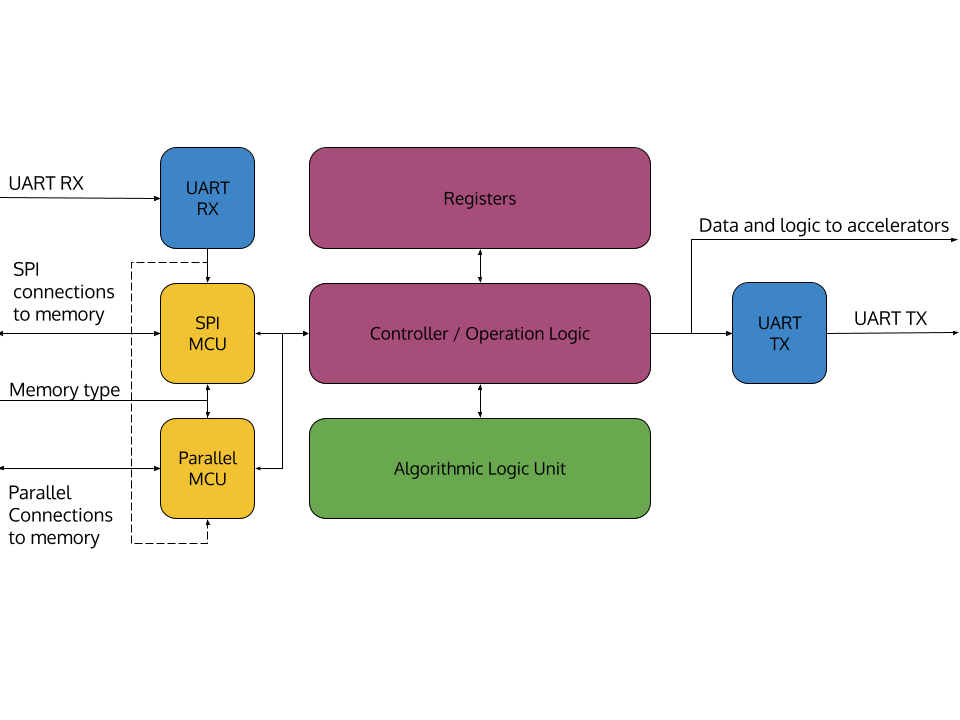 UART RX
UART
RX
Registers
Data and logic to accelerators
SPI
connections
to memory
SPI
MCU
Controller / Operation Logic
UART
TX
UART TX
Memory type
Parallel
MCU
Algorithmic Logic Unit
Parallel
Connections
to memory